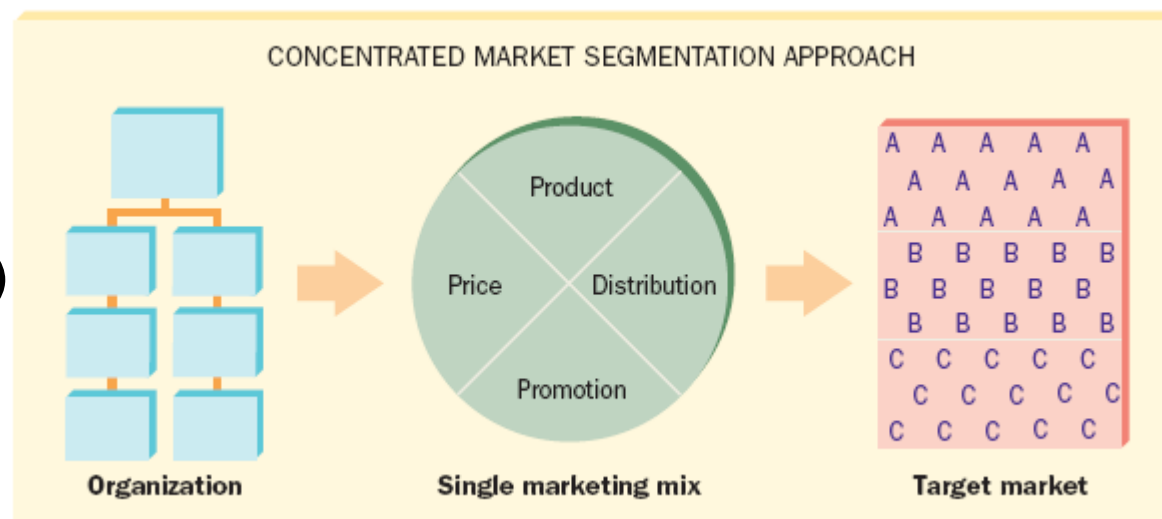 CONCENTRATED MARKET SEGMENTATION APPROACH
Product
Price
Distribution
Promotion
A A A A A
A A A A A
A A A A A
B B B B B
B B B B B
B B B B B
C C C C C
C C C C C
C C C C C
Organization
Single marketing mix
Target market